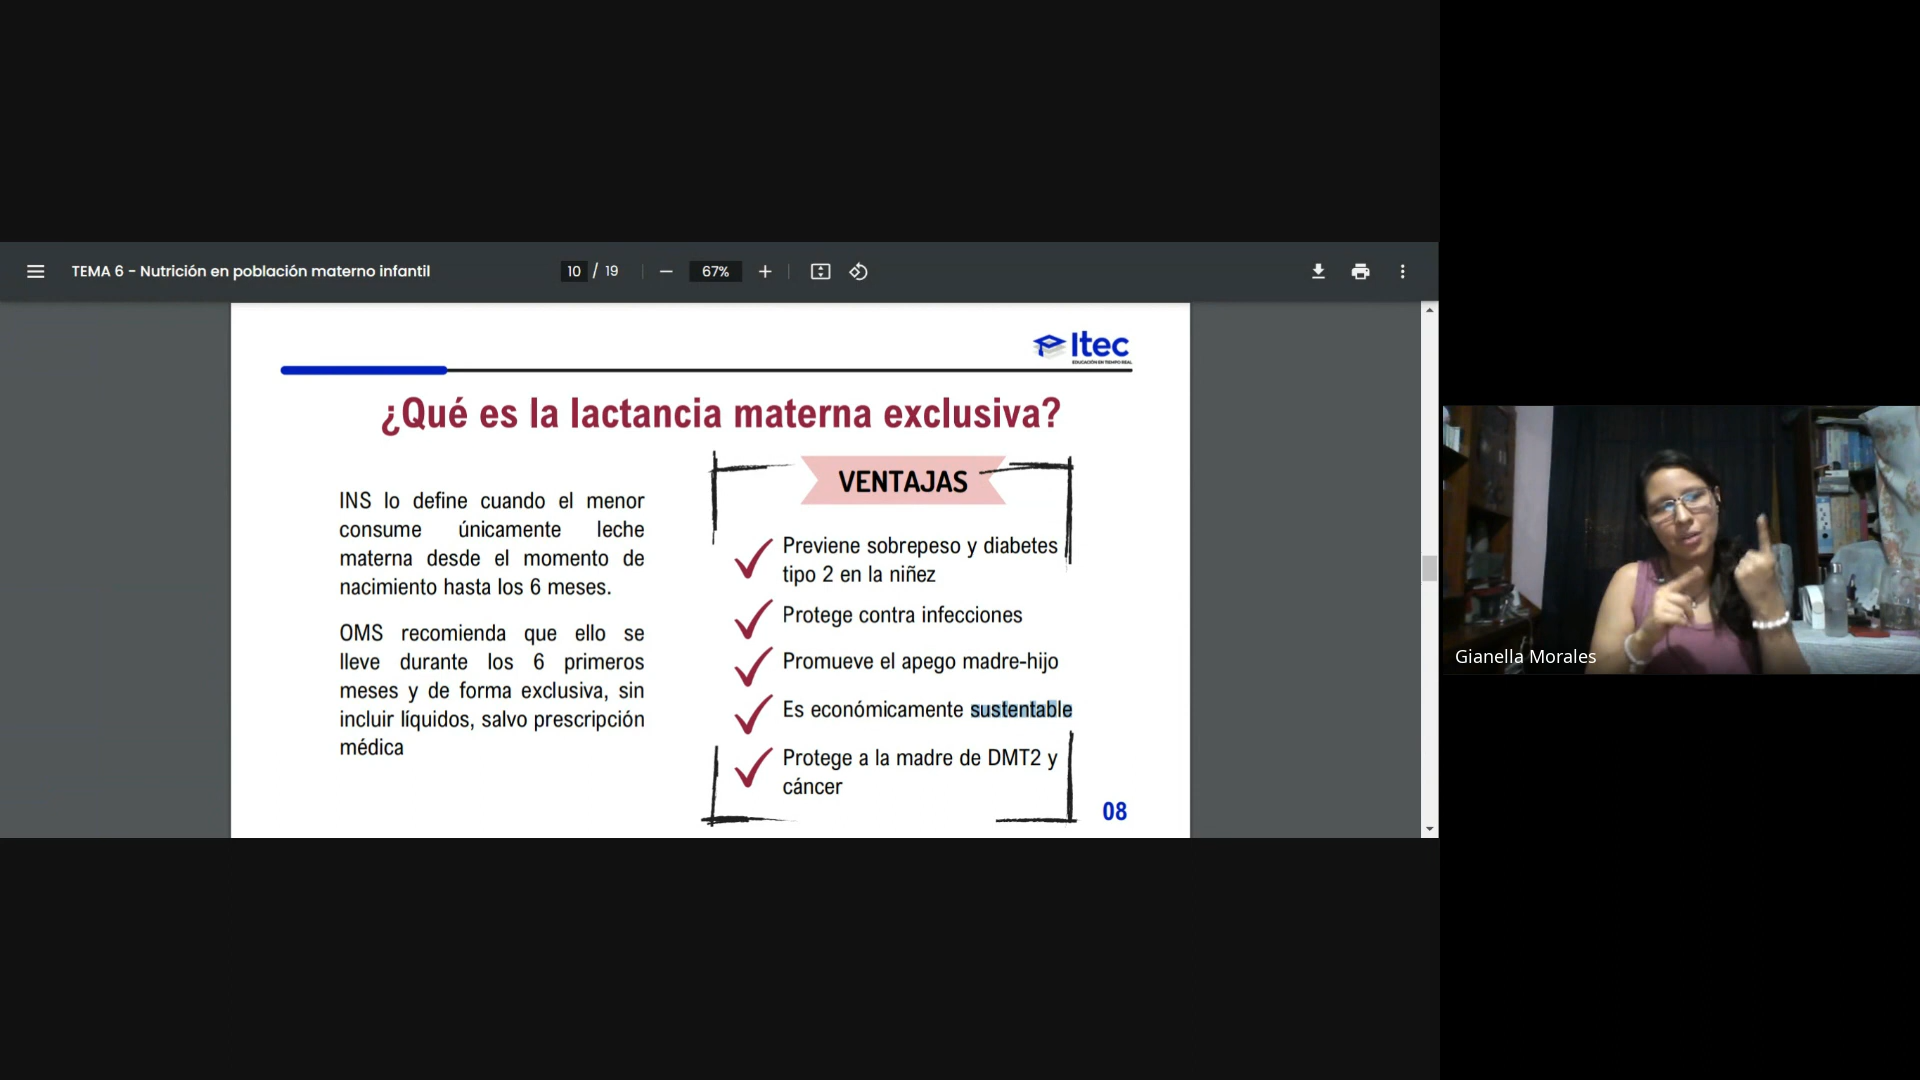 TEMA 6 - Nutrición en población materno infantil
10 / 19
67%
Itec
EDUCACIÓN EN TIEMPO REAL
¿Qué es la lactancia materna exclusiva?
INS lo define cuando el menor
consume únicamente leche
materna desde el momento de
nacimiento hasta los 6 meses.
OMS recomienda que ello se
lleve durante los 6 primeros
meses y de forma exclusiva, sin
incluir líquidos, salvo prescripción
médica
VENTAJAS
Previene sobrepeso y diabetes
tipo 2 en la niñez
Protege contra infecciones
Promueve el apego madre-hijo
Es económicamente sustentable
Protege a la madre de DMT2 y
cáncer
08
Gianella Morales